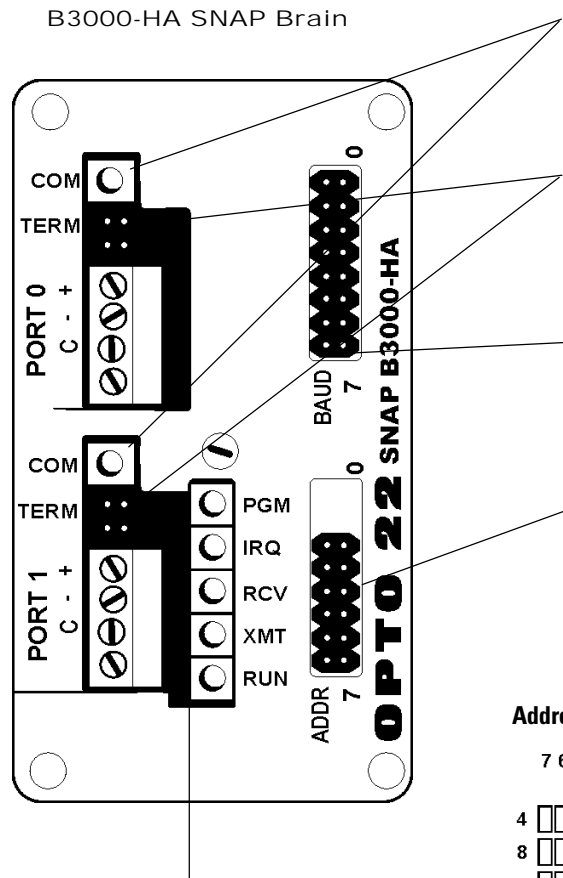 B3000-HA SNAP Brain
COM
TERM
PORT 0
C - +
0
BAUD
7
COM
TERM
PORT 1
C - +
PGM
IRQ
RCV
XMT
RUN
0
ADDR
7
OPTO 22 SNAP B3000-HA
7 6
4
8